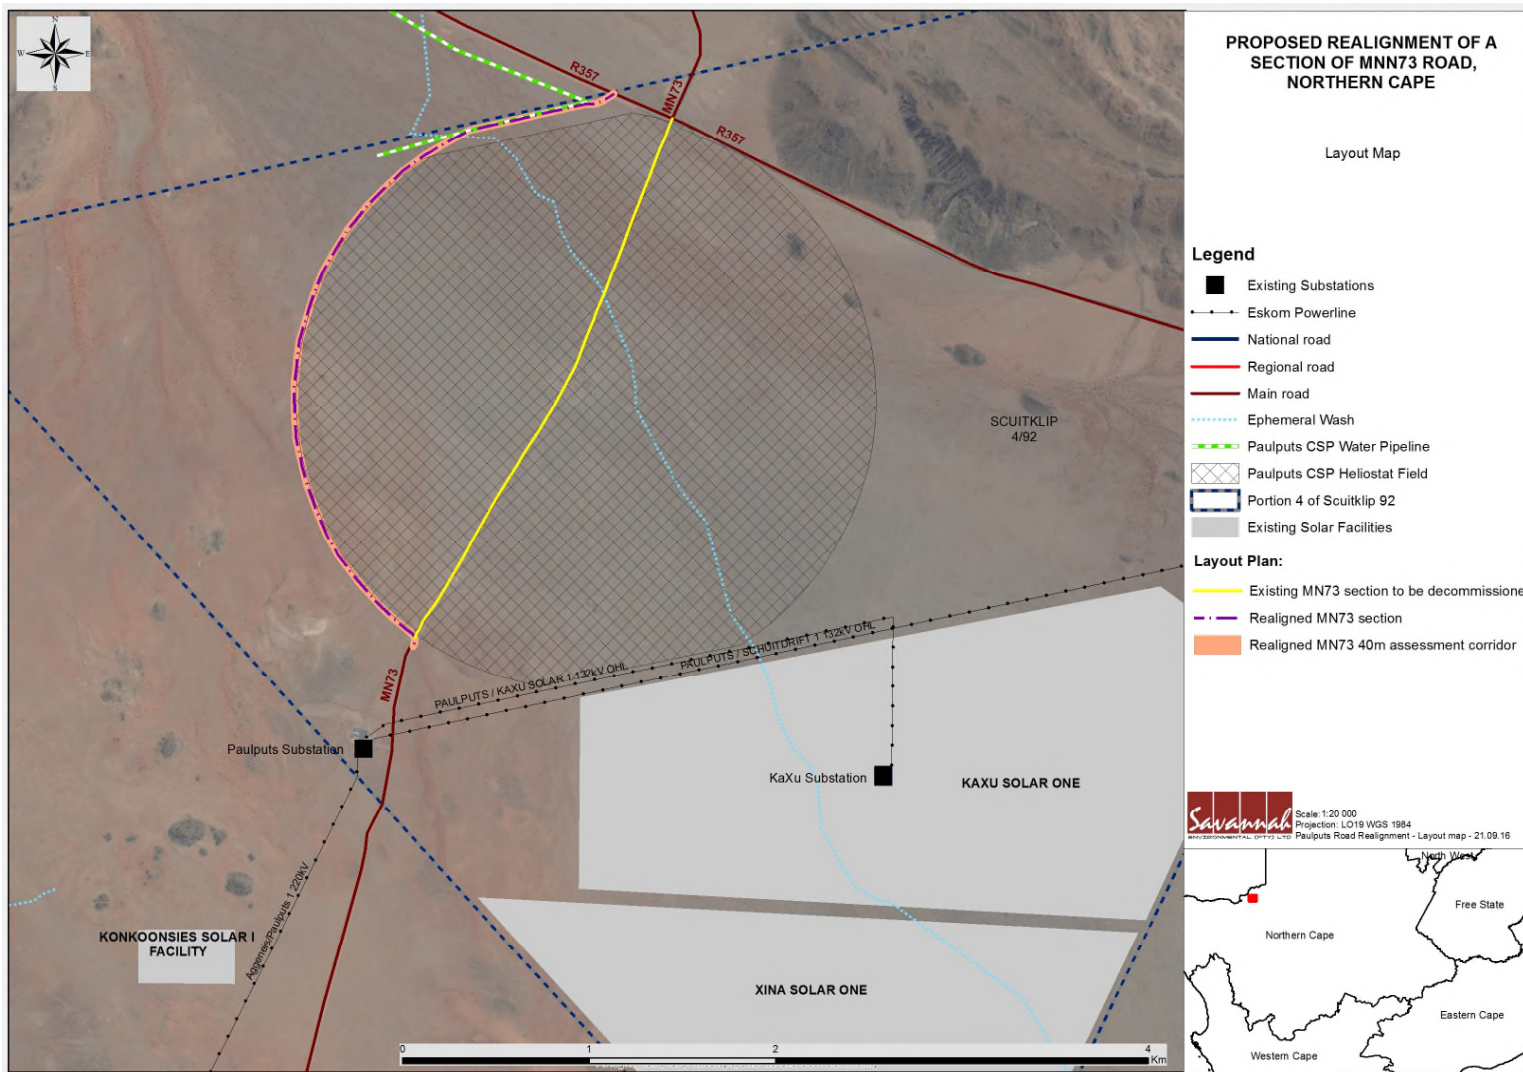 N
W
E
S
R357
MN73
R357
SCUITKLIP
4/92
PAULPUTS / KAXU SOLAR 1 132kV OHL
PAULPUTS / SCHUITDRIFT 1 132kV OHL
MN73
Paulputs Substation
KaXu Substation
KAXU SOLAR ONE
Aggeneis/Paulputs 1 220kV
KONKOONSIES SOLAR I
FACILITY
XINA SOLAR ONE
0 1 2 4
Km
PROPOSED REALIGNMENT OF A
SECTION OF MNN73 ROAD,
NORTHERN CAPE
Layout Map
Legend
Existing Substations
Eskom Powerline
National road
Regional road
Main road
Ephemeral Wash
Paulputs CSP Water Pipeline
Paulputs CSP Heliostat Field
Portion 4 of Scuitklip 92
Existing Solar Facilities
Layout Plan:
Existing MN73 section to be decommissione
Realigned MN73 section
Realigned MN73 40m assessment corridor
Savannah
ENVIRONMENTAL (PTY) LTD
Scale: 1:20 000
Projection: LO19 WGS 1984
Paulputs Road Realignment - Layout map - 21.09.16
North West
Free State
Northern Cape
Eastern Cape
Western Cape